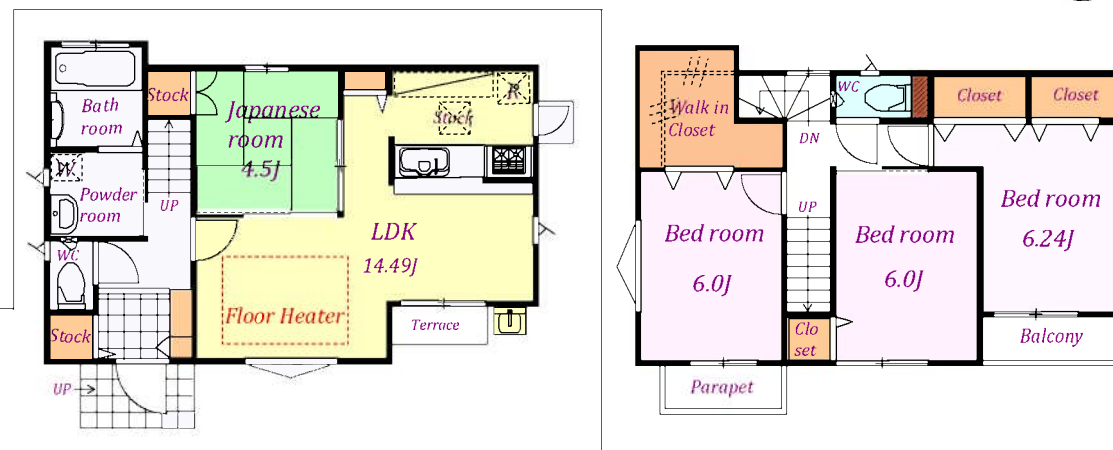 Bath
room
Stock
Japanese
room
4.5J
Stock
R
W
Powder
room
UP
WC
LDK
14.49J
Floor Heater
Stock
Terrace
UP
Walk in
Closet
WC
Closet
Closet
DN
UP
Bed room
6.0J
Bed room
6.0J
Bed room
6.24J
Clo
set
Balcony
Parapet